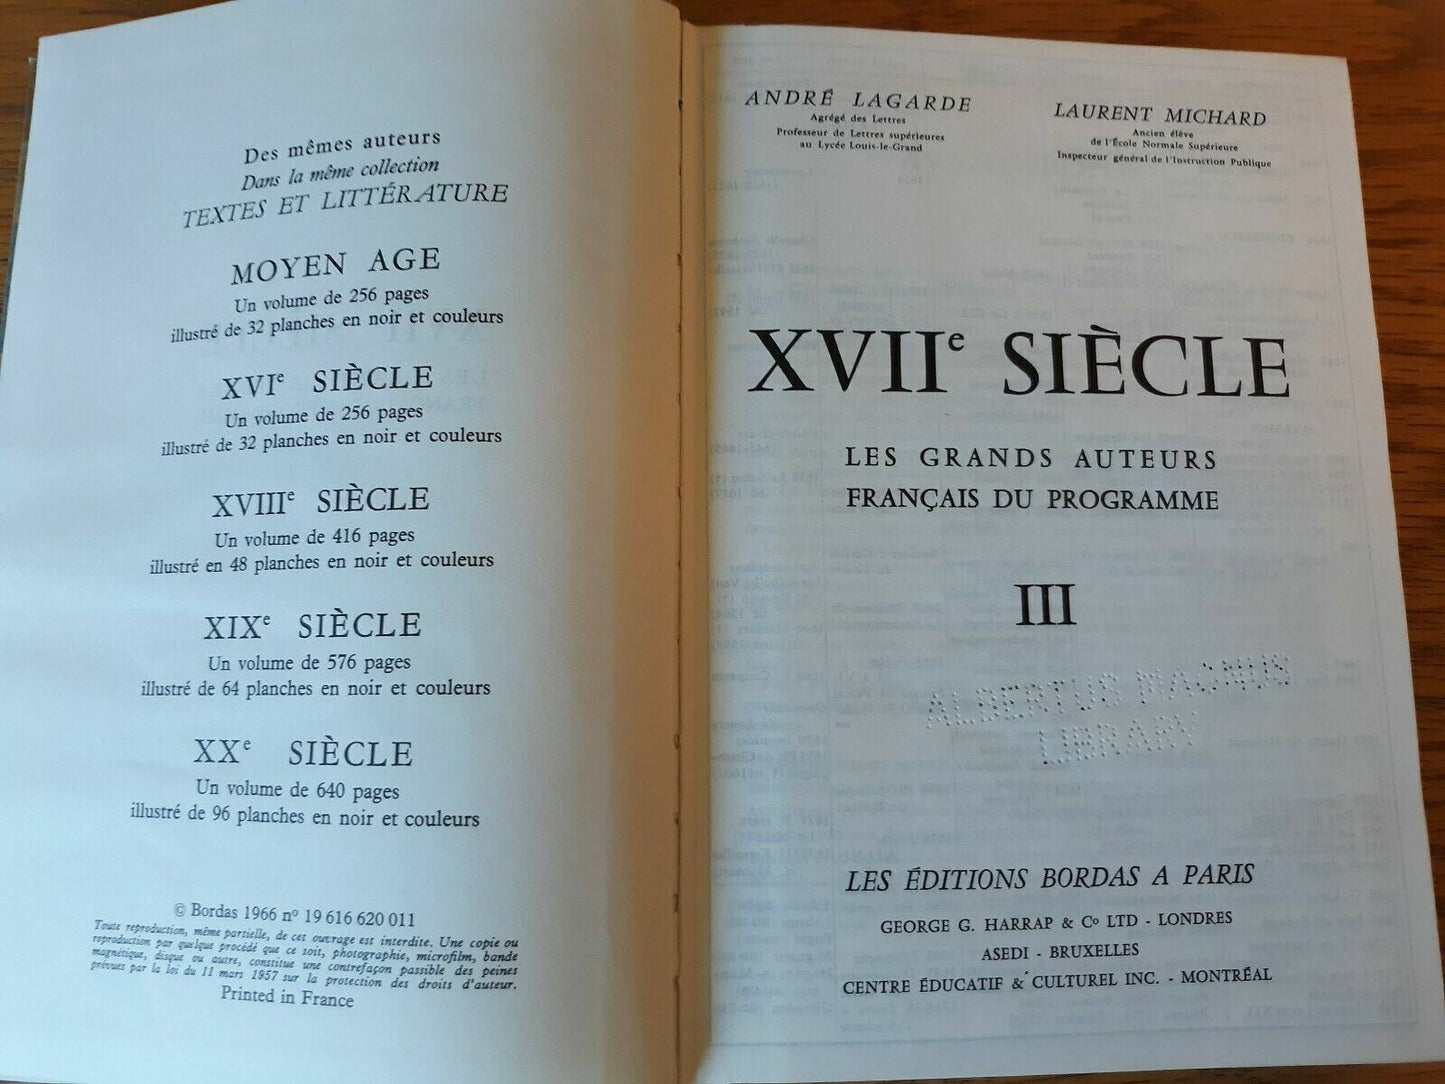 Des mêmes auteurs
Dans la même collection
TEXTES ET LITTÉRATURE
MOYEN AGE
Un volume de 256 pages
illustré de 32 planches en noir et couleurs
XVIe SIÈCLE
Un volume de 256 pages
illustré de 32 planches en noir et couleurs
XVIIIe SIÈCLE
Un volume de 416 pages
illustré en 48 planches en noir et couleurs
XIXe SIÈCLE
Un volume de 576 pages
illustré de 64 planches en noir et couleurs
XXe SIÈCLE
Un volume de 640 pages
illustré de 96 planches en noir et couleurs
© Bordas 1966 nº 19 616 620 011
Toute reproduction, même partielle, de cet ouvrage est interdite. Une copie ou
reproduction par quelque procédé que ce soit, photographie, microfilm, bande
magnétique, disque ou autre, constitue une contrefaçon passible des peines
prévues par la loi du 11 mars 1957 sur la protection des droits d'auteur.
Printed in France
ANDRÉ LAGARDE
Agrégé des Lettres
Professeur de Lettres supérieures
au Lycée Louis-le-Grand
LAURENT MICHARD
Ancien élève
de l'École Normale Supérieure
Inspecteur général de l'Instruction Publique
XVIIe SIÈCLE
LES GRANDS AUTEURS
FRANÇAIS DU PROGRAMME
III
ALBERTUS MAGNUS
LIBRARY
LES ÉDITIONS BORDAS A PARIS
GEORGE G. HARRAP & Co LTD - LONDRES
ASEDI - BRUXELLES
CENTRE ÉDUCATIF & CULTUREL INC. - MONTRÉAL